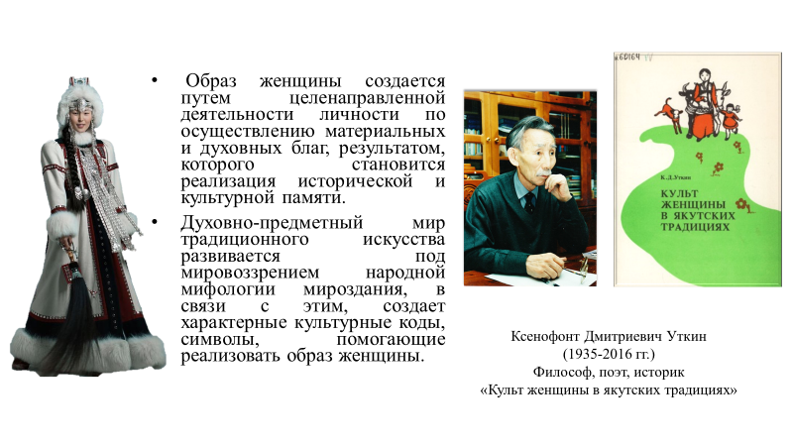 • Образ женщины создается
путем целенаправленной
деятельности личности по
осуществлению материальных
и духовных благ, результатом,
которого становится
реализация исторической и
культурной памяти.
• Духовно-предметный мир
традиционного искусства
развивается под
мировоззрением народной
мифологии мироздания, в
связи с этим, создает
характерные культурные коды,
символы, помогающие
реализовать образ женщины.
К.Д.Уткин
КУЛЬТ
ЖЕНЩИНЫ
В ЯКУТСКИХ
ТРАДИЦИЯХ
Ксенофонт Дмитриевич Уткин
(1935-2016 гг.)
Философ, поэт, историк
«Культ женщины в якутских традициях»